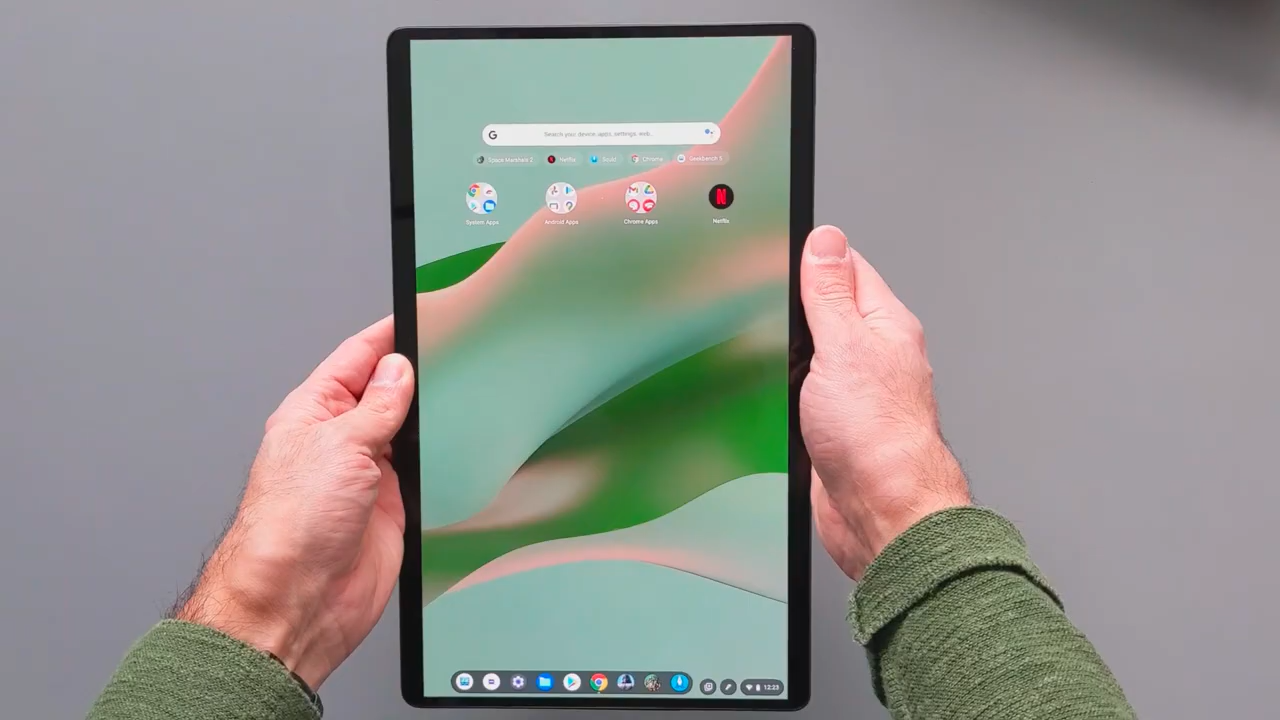 G Search your device, apps, settings, web...
Space Marshals 2 Netflix Squid Chrome Geekbench 5
System Apps Android Apps Chrome Apps Netflix
12:23